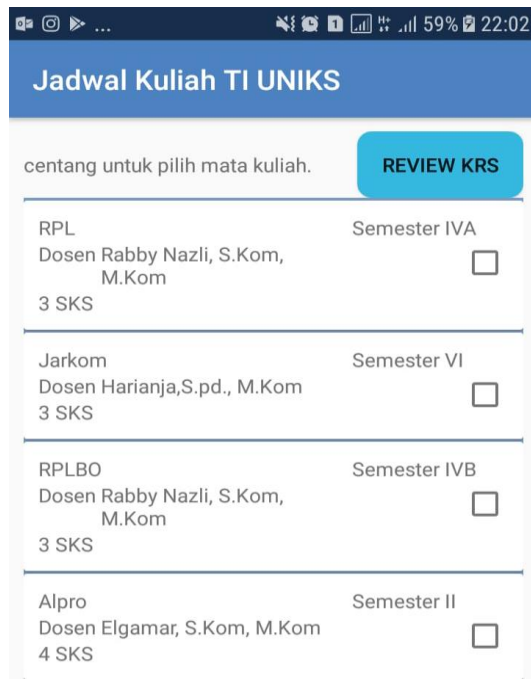 ... 1 59% 22:02
Jadwal Kuliah TI UNIKS
centang untuk pilih mata kuliah. REVIEW KRS
RPL Semester IVA
Dosen Rabby Nazli, S.Kom,
M.Kom
3 SKS
Jarkom Semester VI
Dosen Harianja,S.pd., M.Kom
3 SKS
RPLBO Semester IVB
Dosen Rabby Nazli, S.Kom,
M.Kom
3 SKS
Alpro Semester II
Dosen Elgamar, S.Kom, M.Kom
4 SKS